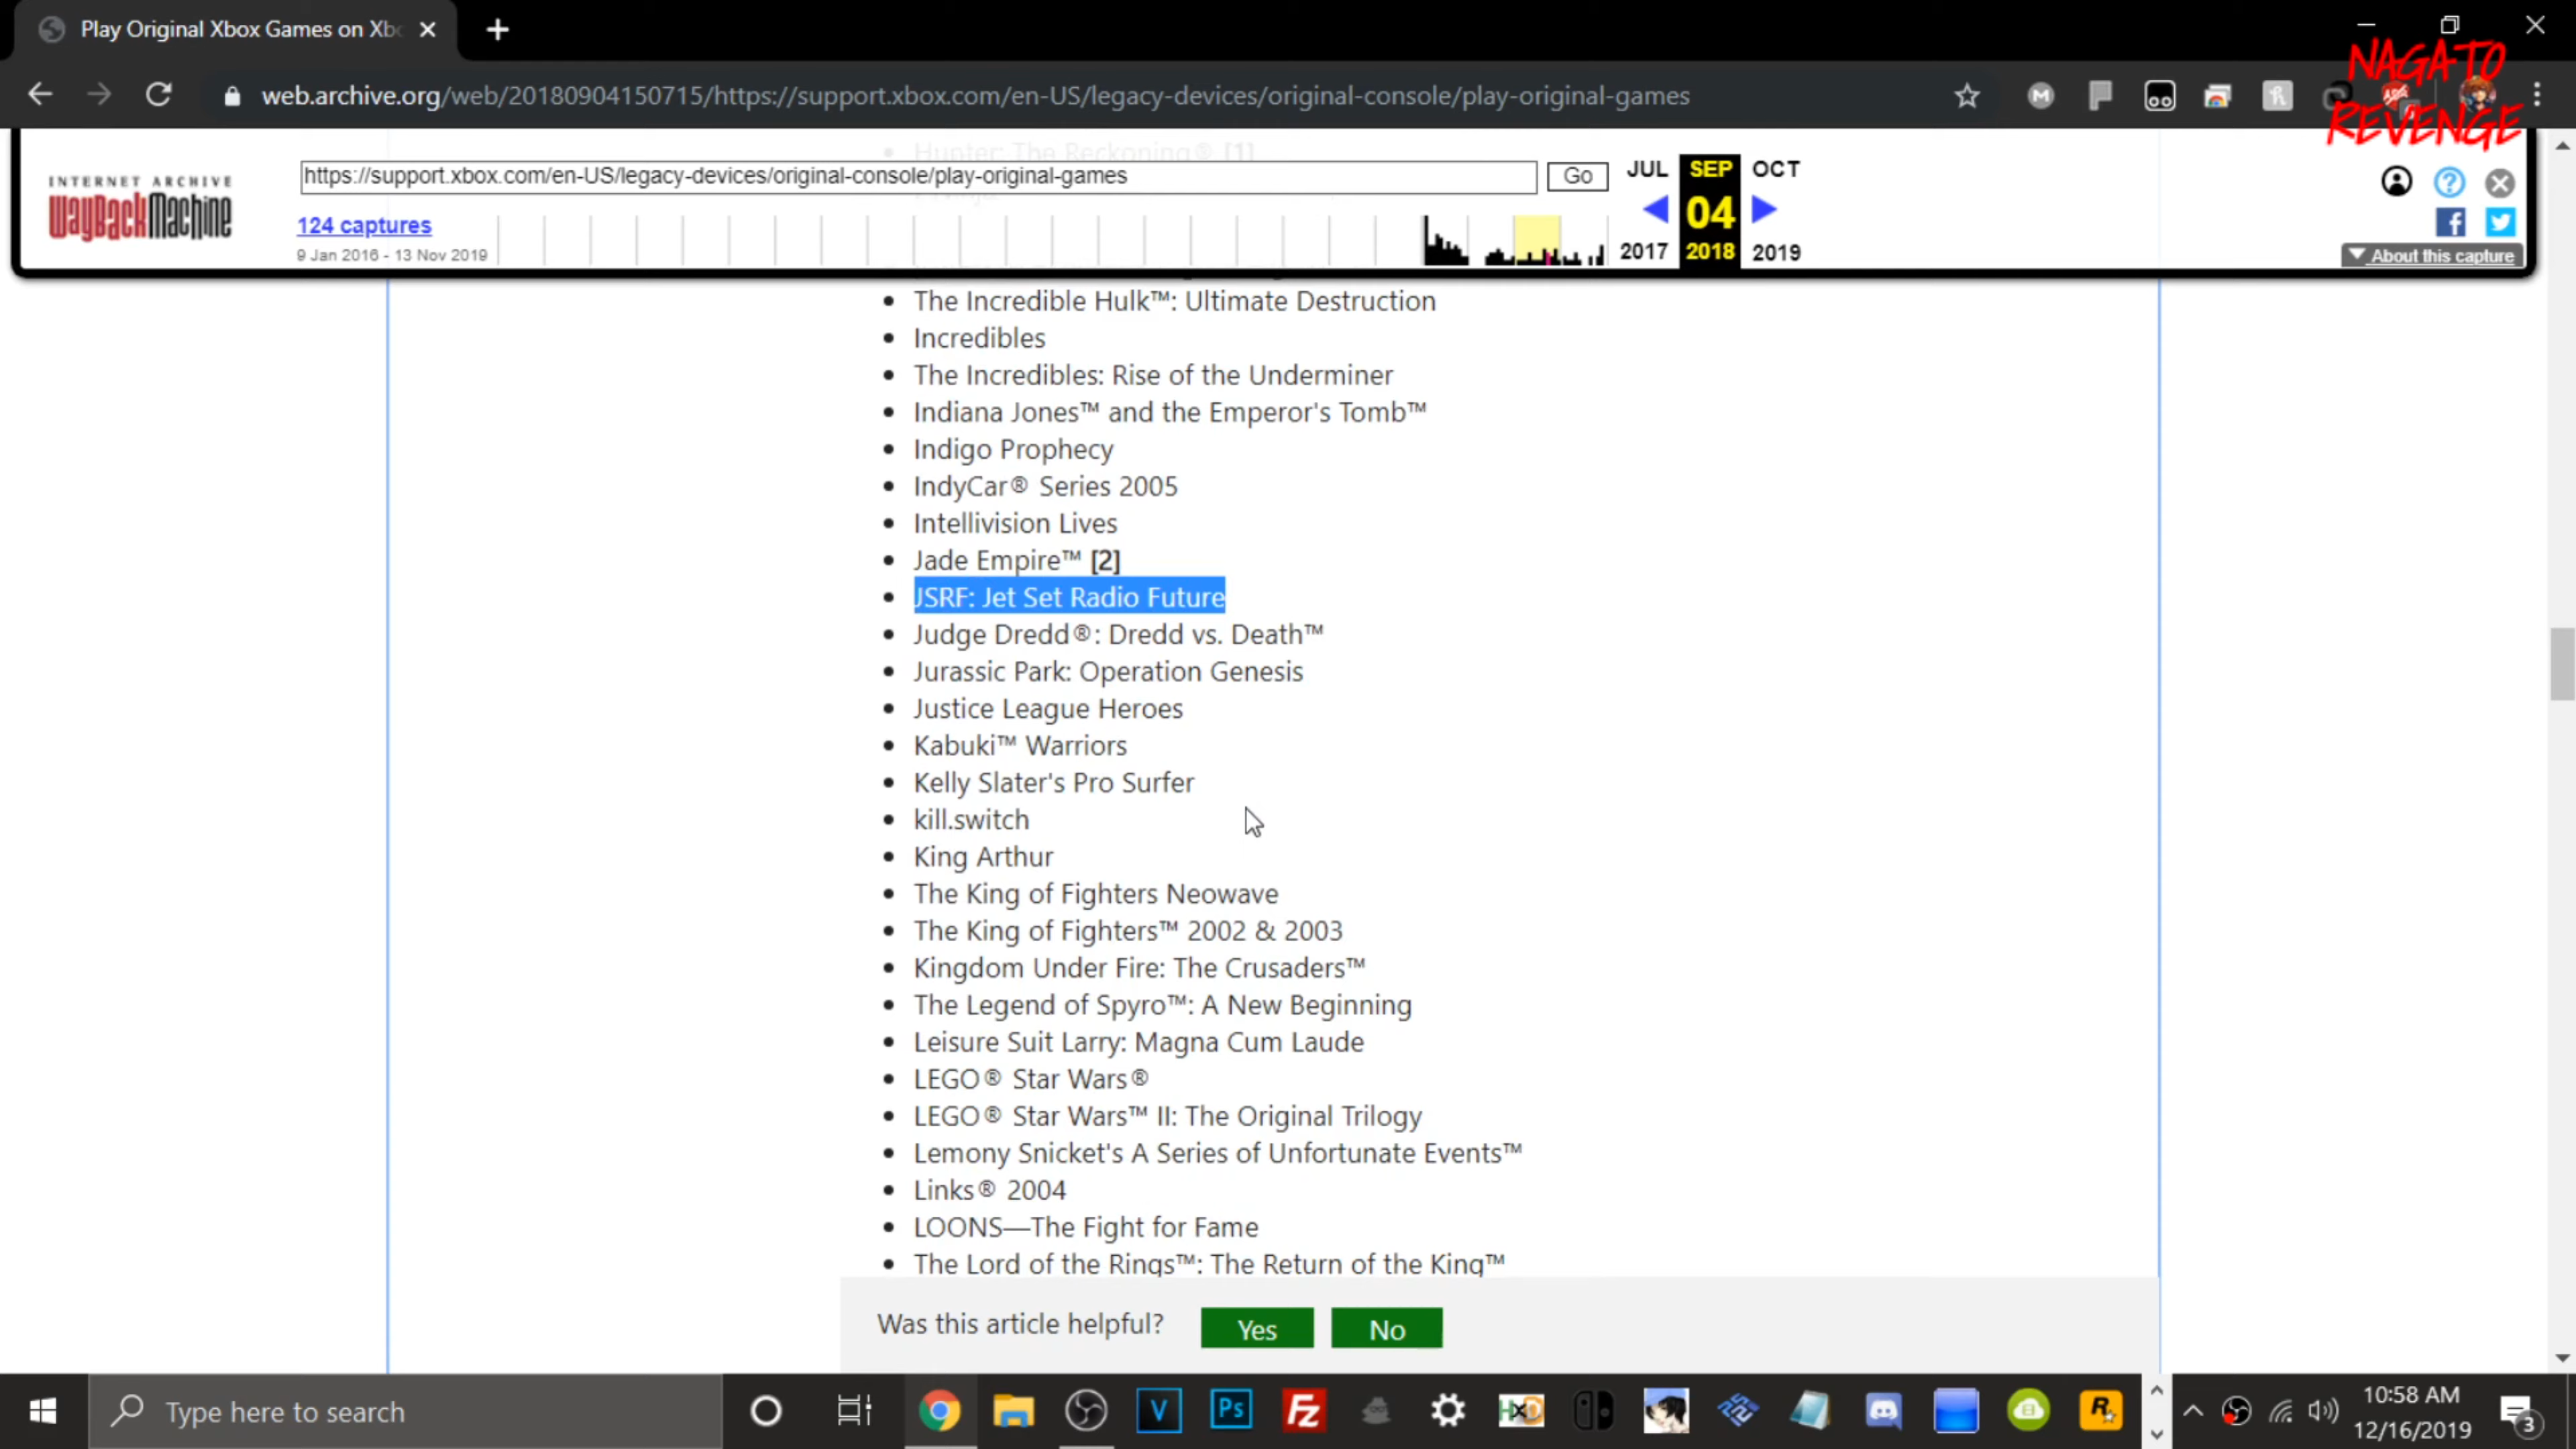 Play Original Xbox Games on Xbo
NAGATO
REVENGE
web.archive.org/web/20180904150715/https://support.xbox.com/en-US/legacy-devices/original-console/play-original-games
Hunter: The Reckoning® [1]
INTERNET ARCHIVE
WayBackMachine
https://support.xbox.com/en-US/legacy-devices/original-console/play-original-games
Go
JUL SEP OCT
04
2017 2018 2019
124 captures
9 Jan 2016 - 13 Nov 2019
About this capture
The Incredible Hulk™: Ultimate Destruction
Incredibles
The Incredibles: Rise of the Underminer
Indiana Jones™ and the Emperor's Tomb™
Indigo Prophecy
IndyCar® Series 2005
Intellivision Lives
Jade Empire™ [2]
JSRF: Jet Set Radio Future
Judge Dredd®: Dredd vs. Death™
Jurassic Park: Operation Genesis
Justice League Heroes
Kabuki™ Warriors
Kelly Slater's Pro Surfer
kill.switch
King Arthur
The King of Fighters Neowave
The King of Fighters™ 2002 & 2003
Kingdom Under Fire: The Crusaders™
The Legend of Spyro™: A New Beginning
Leisure Suit Larry: Magna Cum Laude
LEGO® Star Wars®
LEGO® Star Wars™ II: The Original Trilogy
Lemony Snicket's A Series of Unfortunate Events™
Links® 2004
LOONS—The Fight for Fame
The Lord of the Rings™: The Return of the King™
Was this article helpful? Yes No
Type here to search
10:58 AM
12/16/2019
3